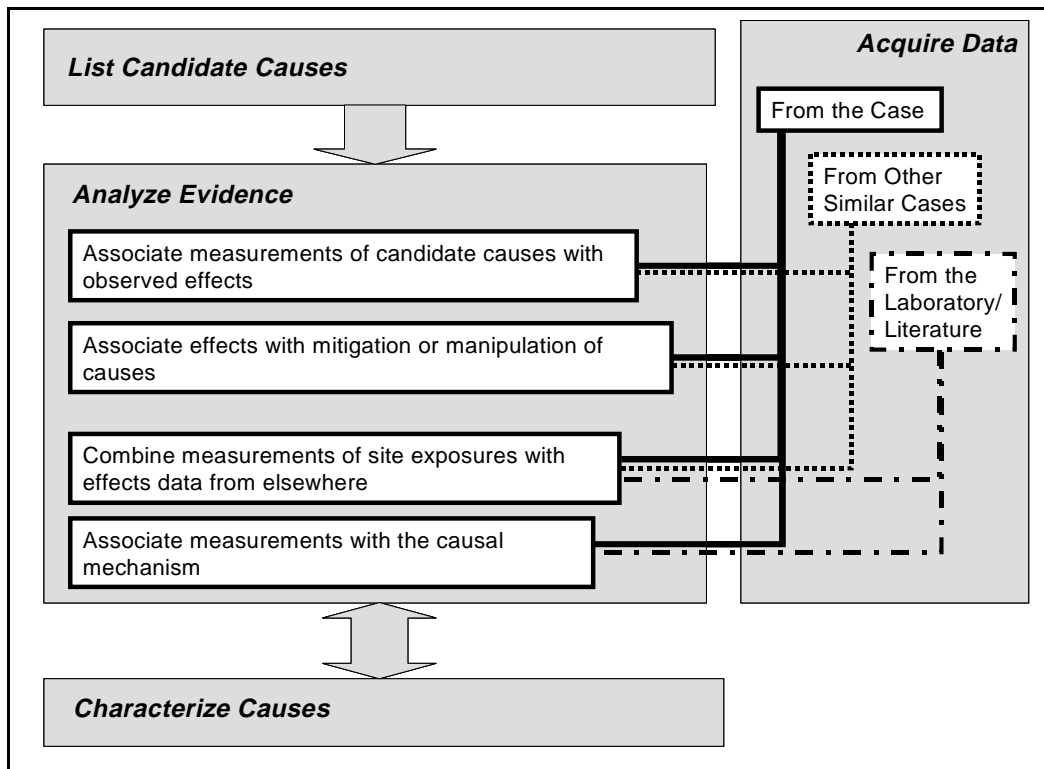 List Candidate Causes
Acquire Data
From the Case
From Other
Similar Cases
From the
Laboratory/
Literature
Analyze Evidence
Associate measurements of candidate causes with
observed effects
Associate effects with mitigation or manipulation of
causes
Combine measurements of site exposures with
effects data from elsewhere
Associate measurements with the causal
mechanism
Characterize Causes